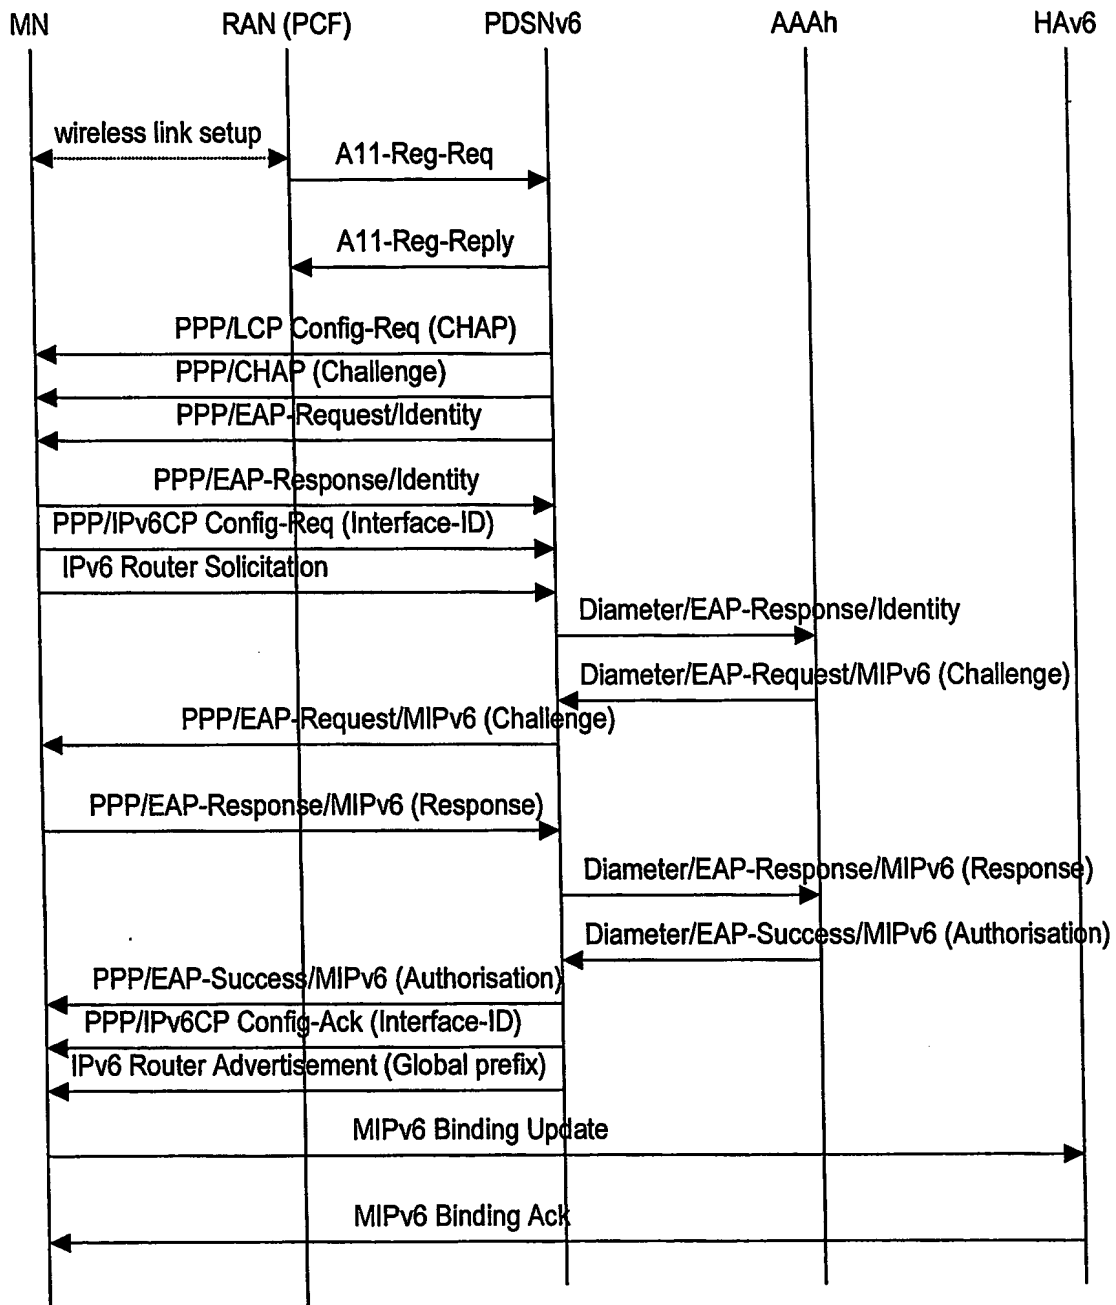 MN RAN (PCF) PDSNv6 AAAh HAv6
wireless link setup
A11-Reg-Req
A11-Reg-Reply
PPP/LCP Config-Req (CHAP)
PPP/CHAP (Challenge)
PPP/EAP-Request/Identity
PPP/EAP-Response/Identity
PPP/IPv6CP Config-Req (Interface-ID)
IPv6 Router Solicitation
Diameter/EAP-Response/Identity
Diameter/EAP-Request/MIPv6 (Challenge)
PPP/EAP-Request/MIPv6 (Challenge)
PPP/EAP-Response/MIPv6 (Response)
Diameter/EAP-Response/MIPv6 (Response)
Diameter/EAP-Success/MIPv6 (Authorisation)
PPP/EAP-Success/MIPv6 (Authorisation)
PPP/IPv6CP Config-Ack (Interface-ID)
IPv6 Router Advertisement (Global prefix)
MIPv6 Binding Update
MIPv6 Binding Ack